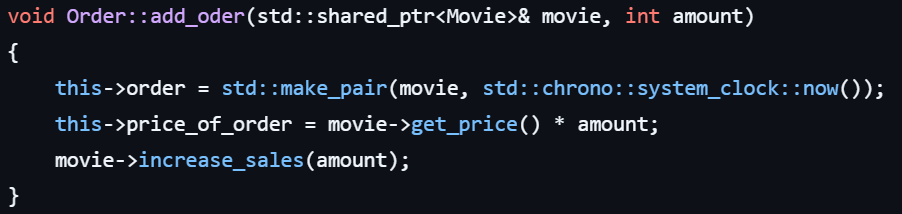 void Order::add_oder(std::shared_ptr<Movie>& movie, int amount)
{
    this->order = std::make_pair(movie, std::chrono::system_clock::now());
    this->price_of_order = movie->get_price() * amount;
    movie->increase_sales(amount);
}